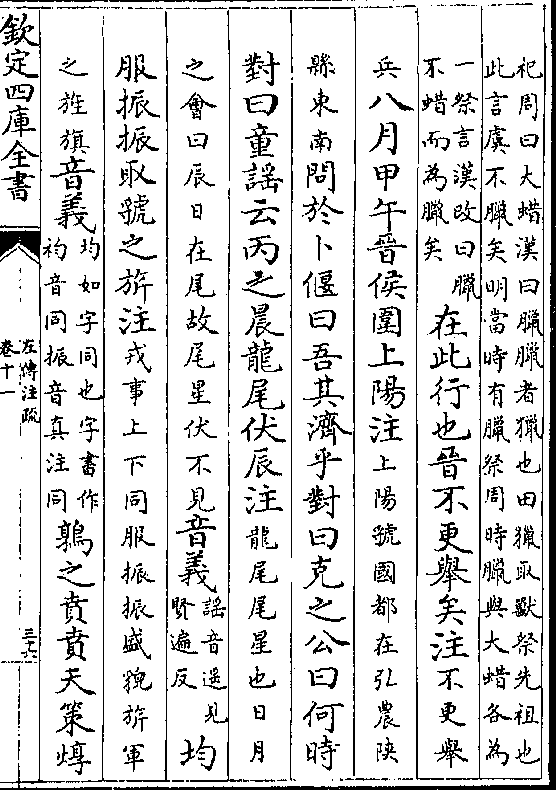 祀周曰大蜡漢曰臘臘者獵也田獵取獸祭先祖也
此言虞不臘矣明當時有臘祭周時臘與大蜡各為
一祭言漢改曰臘
不蜡而為臘矣
在此行也晉不更舉矣注不更舉
兵八月甲午晉侯圍上陽注上陽虢國都在弘農陝
縣東南問於卜偃曰吾其濟乎對曰克之公曰何時
對曰童謡云丙之晨龍尾伏辰注龍尾尾星也日月
之會曰辰日在尾故尾星伏不見音義謡音遥見
賢遍反
均
服振振取虢之旂注戎事上下同服振振盛貌旂軍
之旌旗音義均如字同也字書作
袀音同振音真注同
鶉之賁賁天策焞
欽定四庫全書
左傳注疏
卷十一
三十六